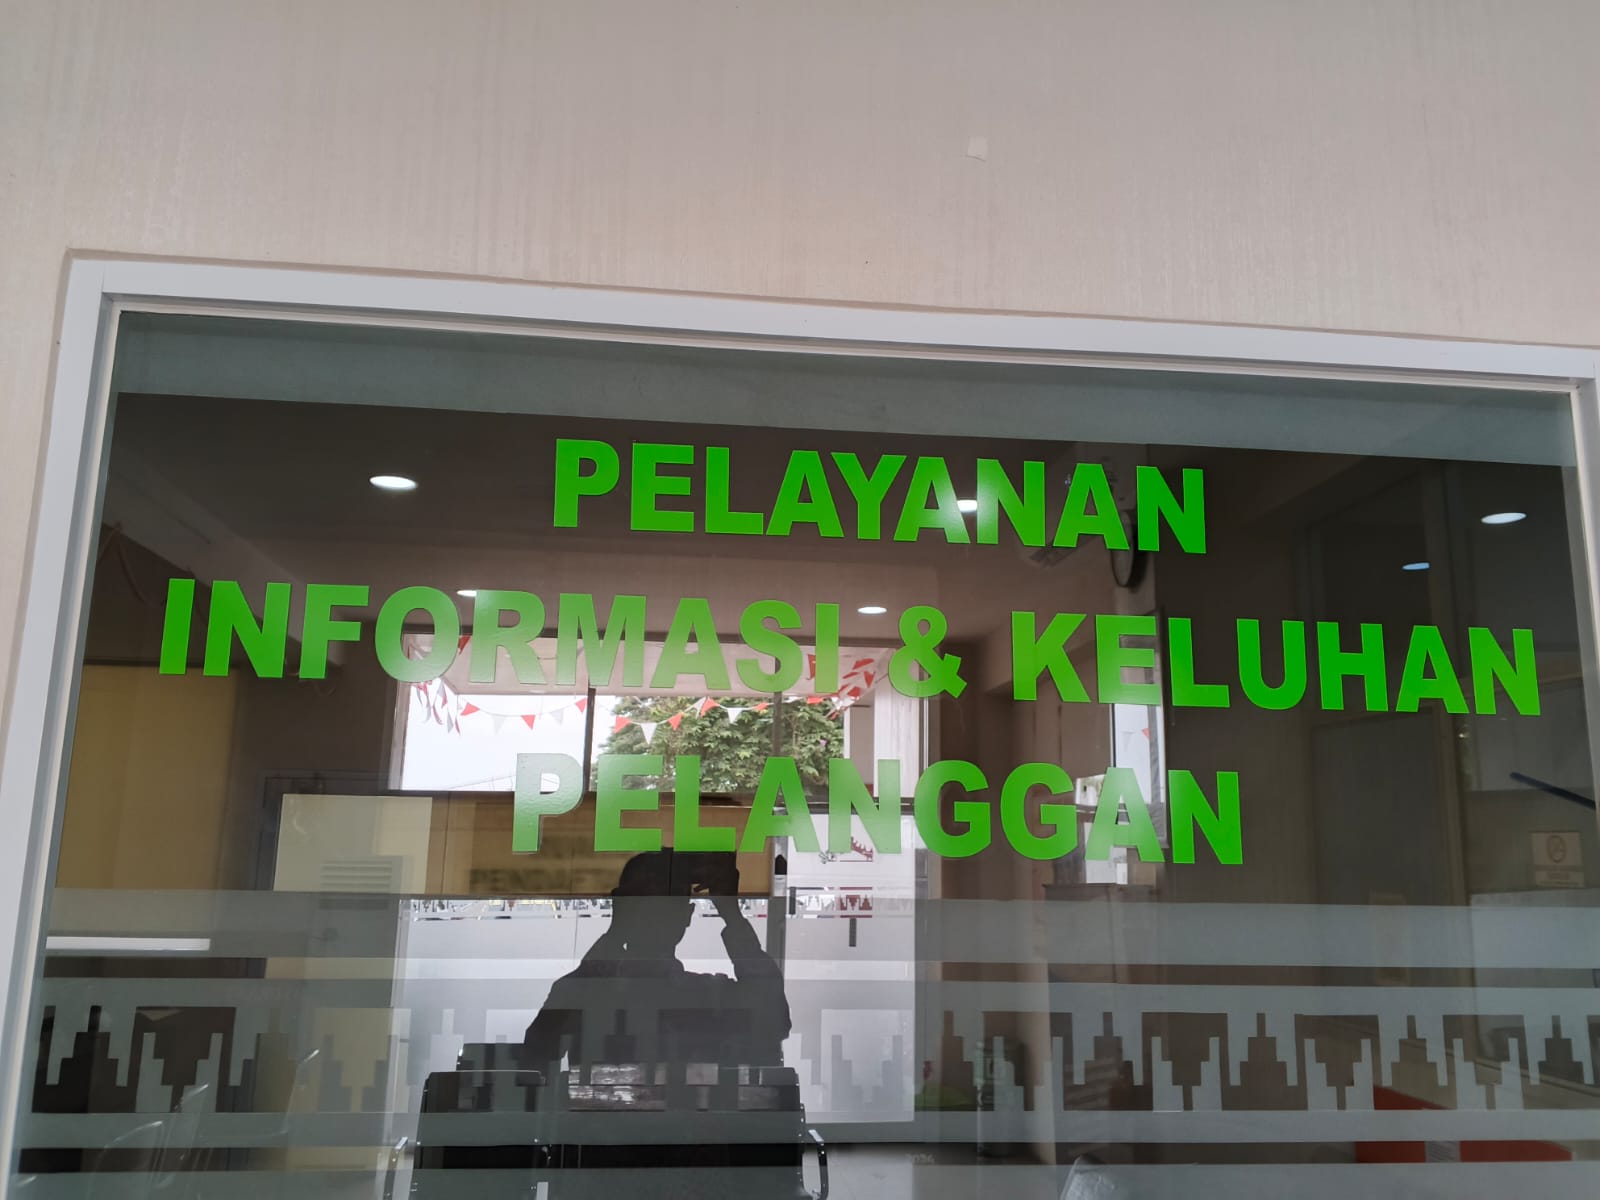 PELAYANAN
INFORMASI & KELUHAN
PELANGGAN